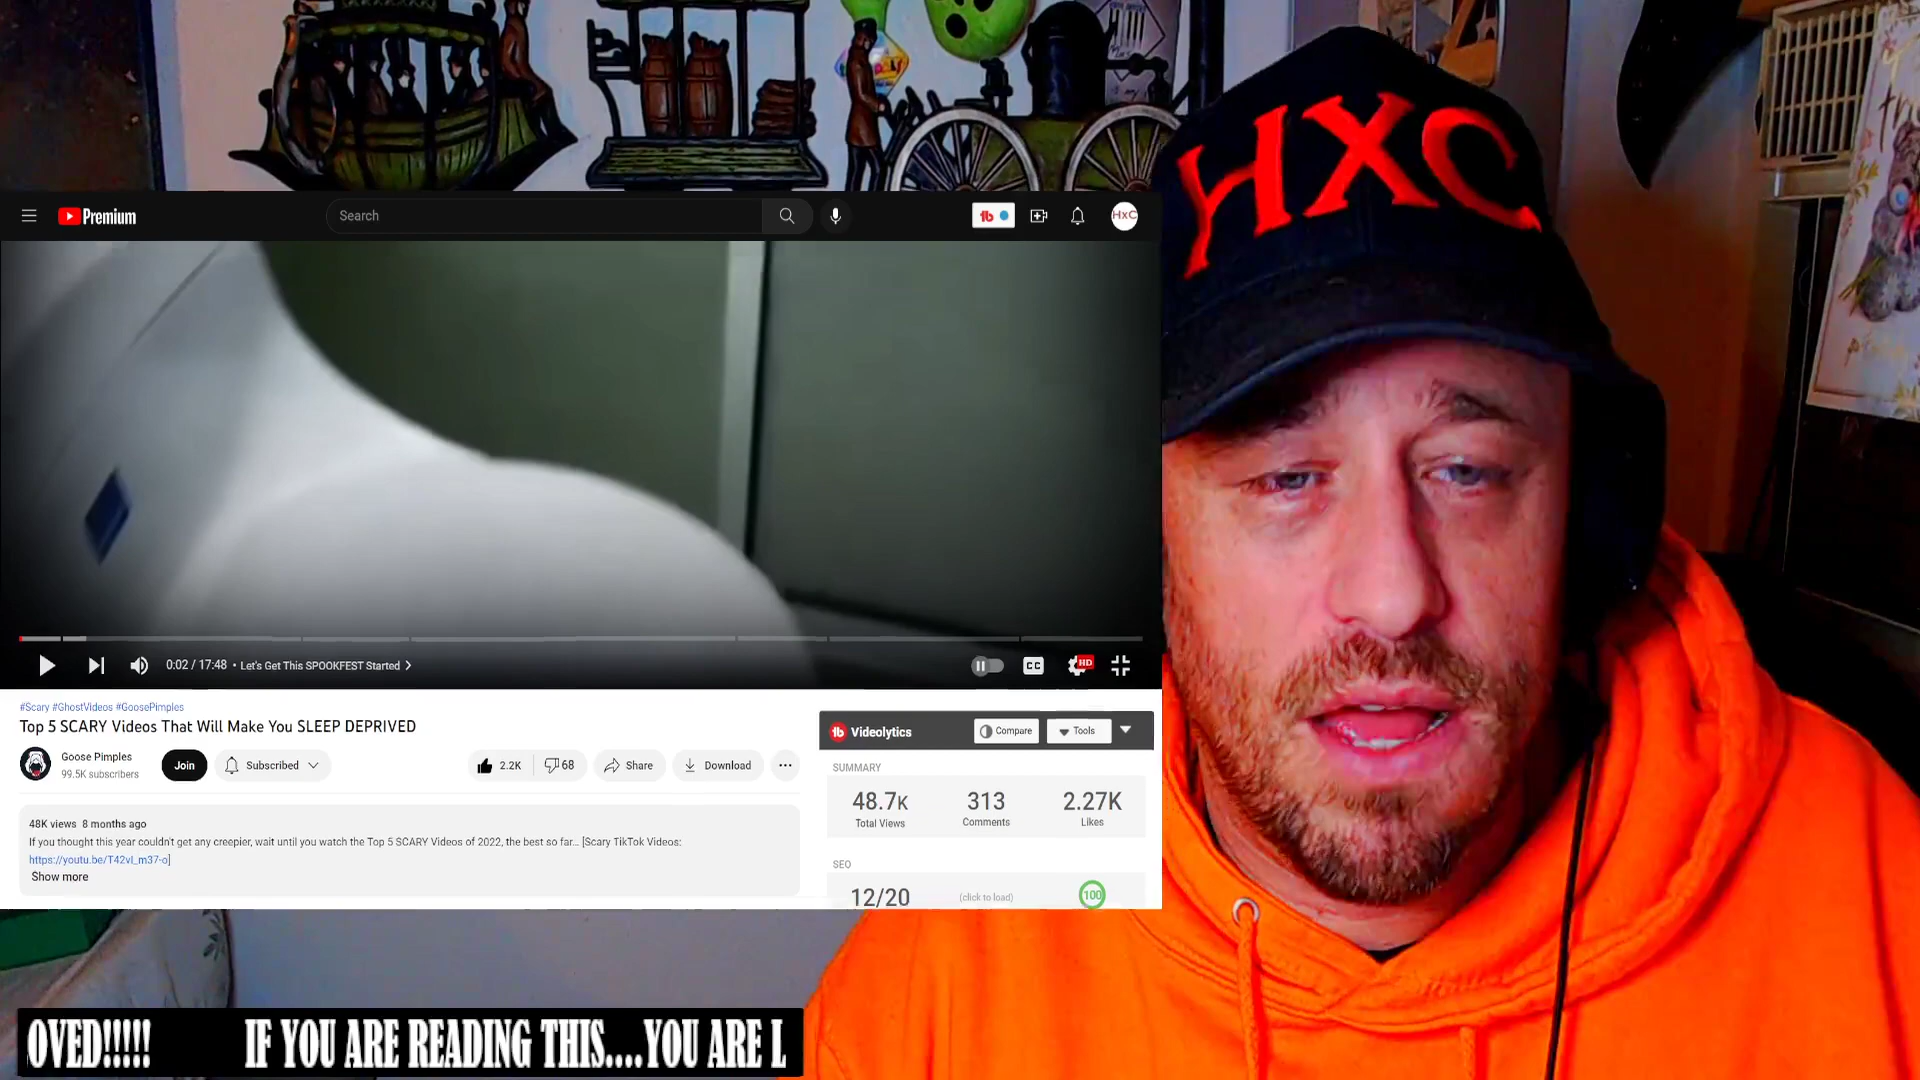 HXC
Premium
Search
HxC
0:02 / 17:48 • Let's Get This SPOOKFEST Started
CC
HD
#Scary #GhostVideos #GoosePimples
Top 5 SCARY Videos That Will Make You SLEEP DEPRIVED
Goose Pimples
99.5K subscribers
Join
Subscribed
2.2K
68
Share
Download
48K views 8 months ago
If you thought this year couldn't get any creepier, wait until you watch the Top 5 SCARY Videos of 2022, the best so far... [Scary TikTok Videos:
https://youtu.be/T42vI_m37-o]
Show more
Videolytics
Compare
Tools
SUMMARY
48.7K
313
2.27K
Total Views
Comments
Likes
SEO
12/20
(click to load)
100
OVED!!!!! IF YOU ARE READING THIS....YOU ARE L